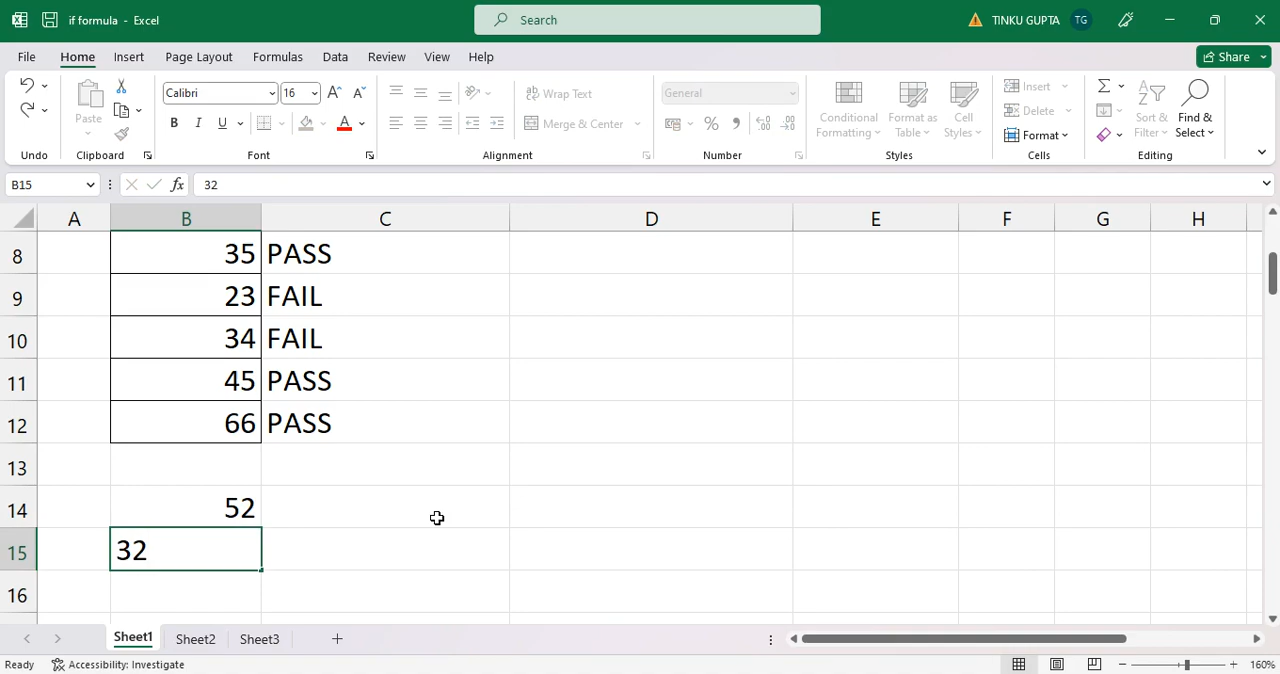 if formula - Excel
Search
TINKU GUPTA TG
File Home Insert Page Layout Formulas Data Review View Help
Share
Calibri 16 A A
Wrap Text
General
Insert
Delete
Format
Paste
B I U A
Merge & Center
% 9
Conditional Formatting
Format as Table
Cell Styles
Sort & Filter
Find & Select
Undo Clipboard Font Alignment Number Styles Cells Editing
B15 fx 32
A B C D E F G H
8 35 PASS
9 23 FAIL
10 34 FAIL
11 45 PASS
12 66 PASS
13
14 52
15 32
16
Sheet1 Sheet2 Sheet3 +
Ready Accessibility: Investigate 160%